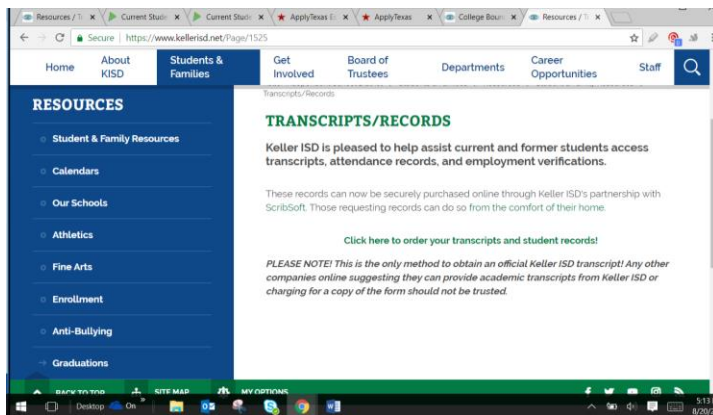 Resources / Ti
Current Stude
Current Stude
ApplyTexas
ApplyTexas
College Boun
Resources / Ti
Secure | https://www.kellerisd.net/Page/1525
Home
About KISD
Students & Families
Get Involved
Board of Trustees
Departments
Career Opportunities
Staff
RESOURCES
Student & Family Resources
Calendars
Our Schools
Athletics
Fine Arts
Enrollment
Anti-Bullying
Graduations
Transcripts/Records
TRANSCRIPTS/RECORDS
Keller ISD is pleased to help assist current and former students access
transcripts, attendance records, and employment verifications.
These records can now be securely purchased online through Keller ISD's partnership with
ScribSoft. Those requesting records can do so from the comfort of their home.
Click here to order your transcripts and student records!
PLEASE NOTE! This is the only method to obtain an official Keller ISD transcript! Any other
companies online suggesting they can provide academic transcripts from Keller ISD or
charging for a copy of the form should not be trusted.
BACK TO TOP
SITE MAP
MY OPTIONS
Desktop
On
5:13
8/20/